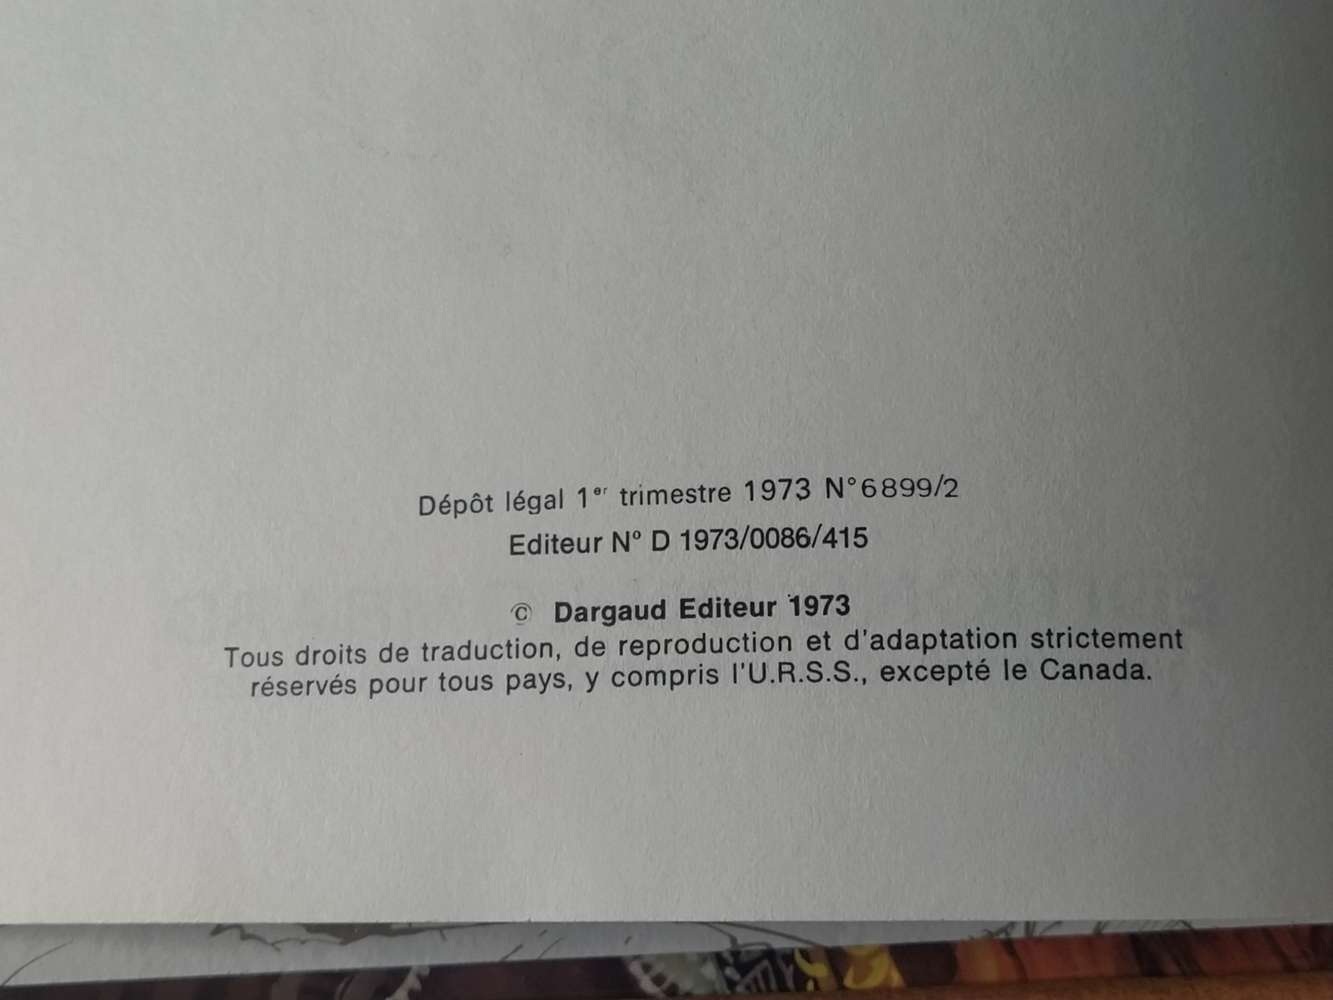 Dépôt légal 1er trimestre 1973 N° 6899/2
Editeur N° D 1973/0086/415
© Dargaud Editeur 1973
Tous droits de traduction, de reproduction et d'adaptation strictement
réservés pour tous pays, y compris l'U.R.S.S., excepté le Canada.